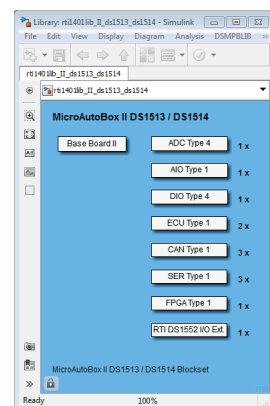 Library: rti1401lib_II_ds1513_ds1514 - Simulink
File Edit View Display Diagram Analysis DSMPBLIB »
rti1401lib_II_ds1513_ds1514
rti1401lib_II_ds1513_ds1514
MicroAutoBox II DS1513 / DS1514
Base Board II
ADC Type 4 1 x
AIO Type 1 1 x
DIO Type 4 1 x
ECU Type 1 2 x
CAN Type 1 3 x
SER Type 1 3 x
FPGA Type 1 1 x
RTI DS1552 I/O Ext. 1 x
MicroAutoBox II DS1513 / DS1514 Blockset
Ready 100%